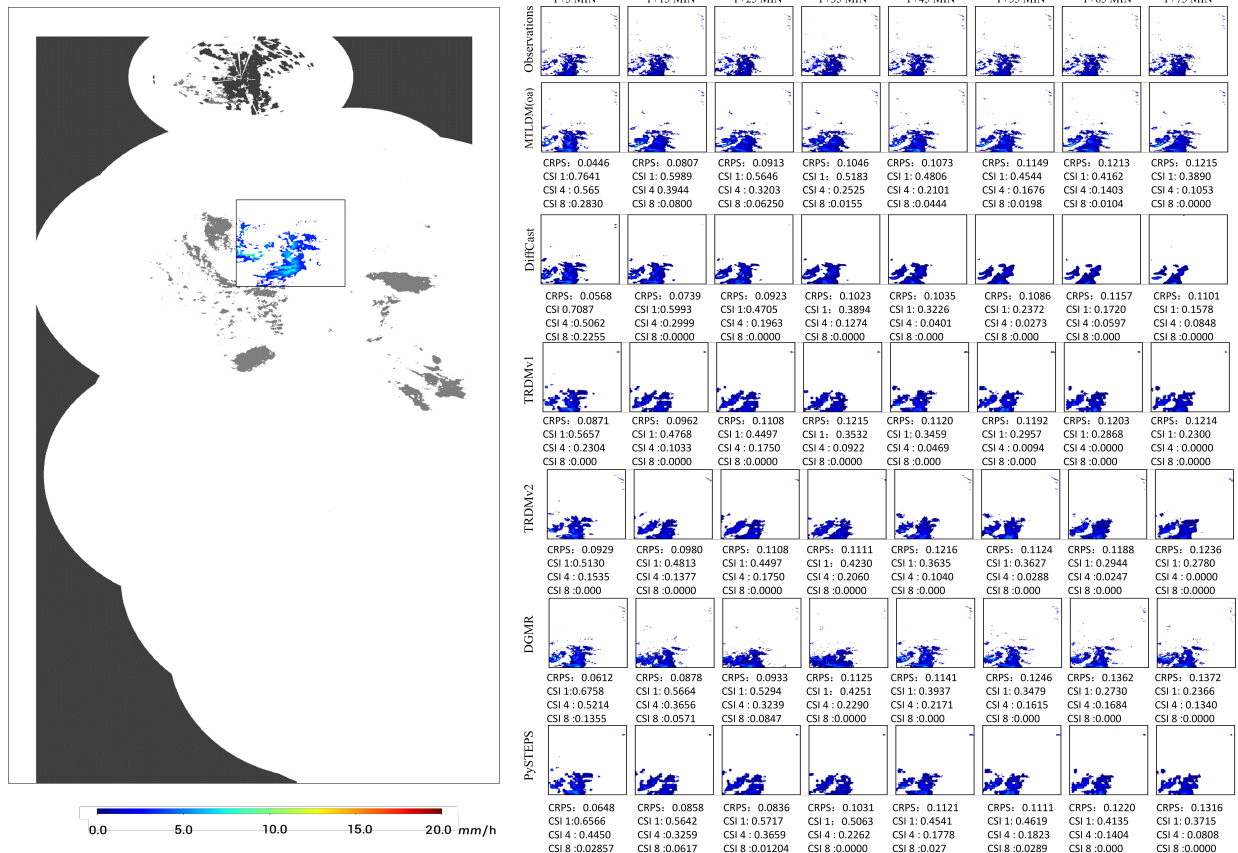 Observations
MTLDM(oa)
CRPS: 0.0446 CRPS: 0.0807 CRPS: 0.0913 CRPS: 0.1046 CRPS: 0.1073 CRPS: 0.1149 CRPS: 0.1213 CRPS: 0.1215
CSI 1:0.7641 CSI 1:0.5989 CSI 1:0.5646 CSI 1: 0.5183 CSI 1: 0.4806 CSI 1: 0.4544 CSI 1: 0.4162 CSI 1: 0.3890
CSI 4 : 0.565 CSI 4 0.3944 CSI 4 : 0.3203 CSI 4 : 0.2525 CSI 4 : 0.2101 CSI 4 : 0.1676 CSI 4 : 0.1403 CSI 4 : 0.1053
CSI 8 :0.2830 CSI 8 :0.0800 CSI 8 :0.06250 CSI 8 :0.0155 CSI 8 :0.0444 CSI 8 :0.0198 CSI 8 :0.0104 CSI 8 :0.0000
DiffCast
CRPS: 0.0568 CRPS: 0.0739 CRPS: 0.0923 CRPS: 0.1023 CRPS: 0.1035 CRPS: 0.1086 CRPS: 0.1157 CRPS: 0.1101
CSI 0.7087 CSI 1:0.5993 CSI 1:0.4705 CSI 1: 0.3894 CSI 1: 0.3226 CSI 1: 0.2372 CSI 1: 0.1720 CSI 1: 0.1578
CSI 4 :0.5062 CSI 4 :0.2999 CSI 4 :0.1963 CSI 4 : 0.1274 CSI 4 : 0.0401 CSI 4 :0.0273 CSI 4 :0.0597 CSI 4 :0.0848
CSI 8 :0.2255 CSI 8 :0.0000 CSI 8 :0.0000 CSI 8 :0.0000 CSI 8 :0.0000 CSI 8 :0.0000 CSI 8 :0.0000 CSI 8 :0.0000
TRDMv1
CRPS: 0.0871 CRPS: 0.0962 CRPS: 0.1108 CRPS: 0.1215 CRPS: 0.1120 CRPS: 0.1192 CRPS: 0.1203 CRPS: 0.1214
CSI 1:0.5657 CSI 1: 0.4768 CSI 1: 0.4497 CSI 1: 0.3532 CSI 1: 0.3459 CSI 1: 0.2957 CSI 1: 0.2868 CSI 1: 0.2300
CSI 4 : 0.2304 CSI 4 :0.1033 CSI 4 : 0.1750 CSI 4 : 0.0922 CSI 4 : 0.0469 CSI 4 :0.0094 CSI 4 :0.0000 CSI 4 :0.0000
CSI 8 :0.000 CSI 8 :0.0000 CSI 8 :0.0000 CSI 8 :0.0000 CSI 8 :0.0000 CSI 8 :0.0000 CSI 8 :0.0000 CSI 8 :0.0000
TRDMv2
CRPS: 0.0929 CRPS: 0.0980 CRPS: 0.1108 CRPS: 0.1111 CRPS: 0.1216 CRPS: 0.1124 CRPS: 0.1188 CRPS: 0.1236
CSI 1:0.5130 CSI 1: 0.4813 CSI 1: 0.4497 CSI 1: 0.4230 CSI 1: 0.3635 CSI 1: 0.3627 CSI 1: 0.2944 CSI 1: 0.2780
CSI 4 : 0.1535 CSI 4 :0.1377 CSI 4 : 0.1750 CSI 4 : 0.2060 CSI 4 : 0.1040 CSI 4 :0.0288 CSI 4 :0.0247 CSI 4 :0.0000
CSI 8 :0.000 CSI 8 :0.0000 CSI 8 :0.0000 CSI 8 :0.0000 CSI 8 :0.0000 CSI 8 :0.0000 CSI 8 :0.0000 CSI 8 :0.0000
DGMR
CRPS: 0.0612 CRPS: 0.0878 CRPS: 0.0933 CRPS: 0.1125 CRPS: 0.1141 CRPS: 0.1246 CRPS: 0.1362 CRPS: 0.1372
CSI 1:0.6758 CSI 1: 0.5664 CSI 1: 0.5294 CSI 1: 0.4251 CSI 1: 0.3937 CSI 1: 0.3479 CSI 1: 0.2730 CSI 1: 0.2366
CSI 4 : 0.5214 CSI 4 : 0.3656 CSI 4 :0.3239 CSI 4 : 0.2290 CSI 4 : 0.2171 CSI 4 :0.1615 CSI 4 : 0.1684 CSI 4 : 0.1340
CSI 8 :0.1355 CSI 8 :0.0571 CSI 8 :0.0847 CSI 8 :0.0000 CSI 8 :0.000 CSI 8 :0.000 CSI 8 :0.000 CSI 8 :0.0000
PySTEPS
CRPS: 0.0648 CRPS: 0.0858 CRPS: 0.0836 CRPS: 0.1031 CRPS: 0.1121 CRPS: 0.1111 CRPS: 0.1220 CRPS: 0.1316
CSI 1:0.6566 CSI 1: 0.5642 CSI 1: 0.5717 CSI 1: 0.5063 CSI 1: 0.4541 CSI 1: 0.4619 CSI 1: 0.4135 CSI 1: 0.3715
CSI 4 : 0.4450 CSI 4 :0.3259 CSI 4 :0.3659 CSI 4 : 0.2262 CSI 4 : 0.1778 CSI 4 :0.1823 CSI 4 : 0.1404 CSI 4 : 0.0808
CSI 8 :0.02857 CSI 8 :0.0617 CSI 8 :0.01204 CSI 8 :0.0000 CSI 8 :0.027 CSI 8 :0.0289 CSI 8 :0.0000 CSI 8 :0.0000
0.0 5.0 10.0 15.0 20.0 mm/h